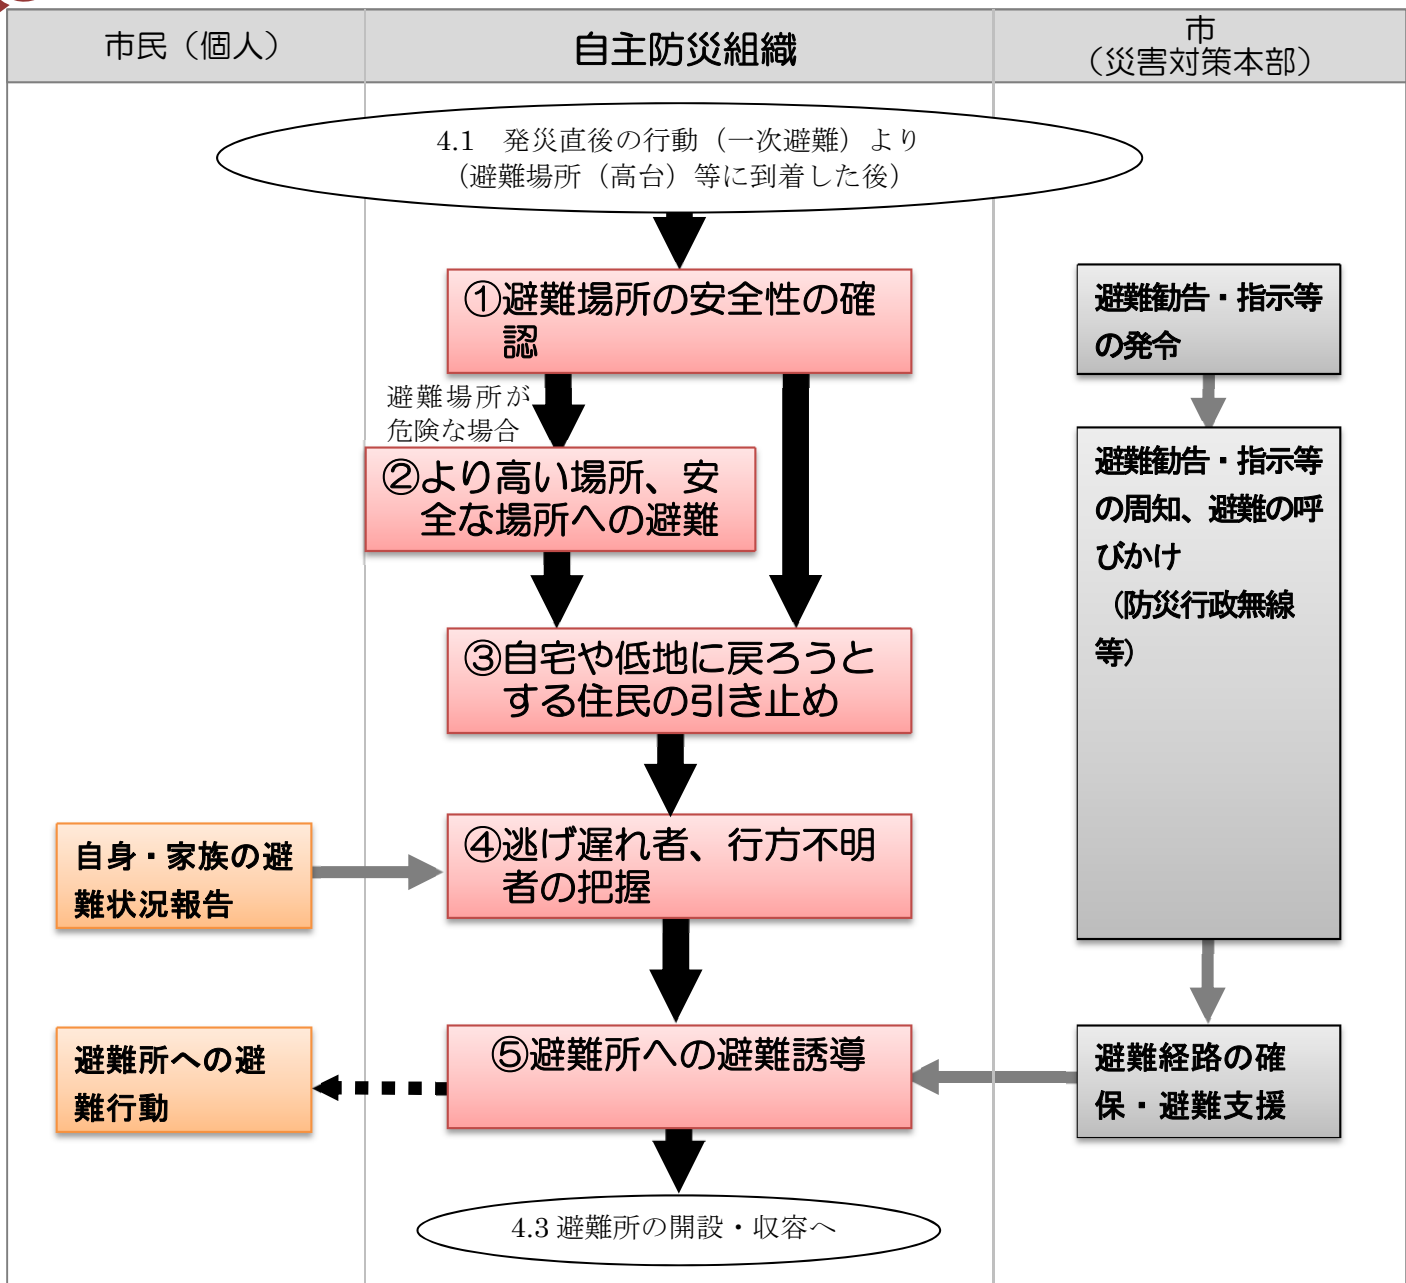 市民（個人）
自主防災組織
市
（災害対策本部）
4.1　発災直後の行動（一次避難）より
（避難場所（高台）等に到着した後）
①避難場所の安全性の確
認
避難勧告・指示等
の発令
避難場所が
危険な場合
②より高い場所、安
全な場所への避難
避難勧告・指示等
の周知、避難の呼
びかけ
（防災行政無線
等）
③自宅や低地に戻ろうと
する住民の引き止め
自身・家族の避
難状況報告
④逃げ遅れ者、行方不明
者の把握
避難所への避
難行動
⑤避難所への避難誘導
避難経路の確
保・避難支援
4.3 避難所の開設・収容へ